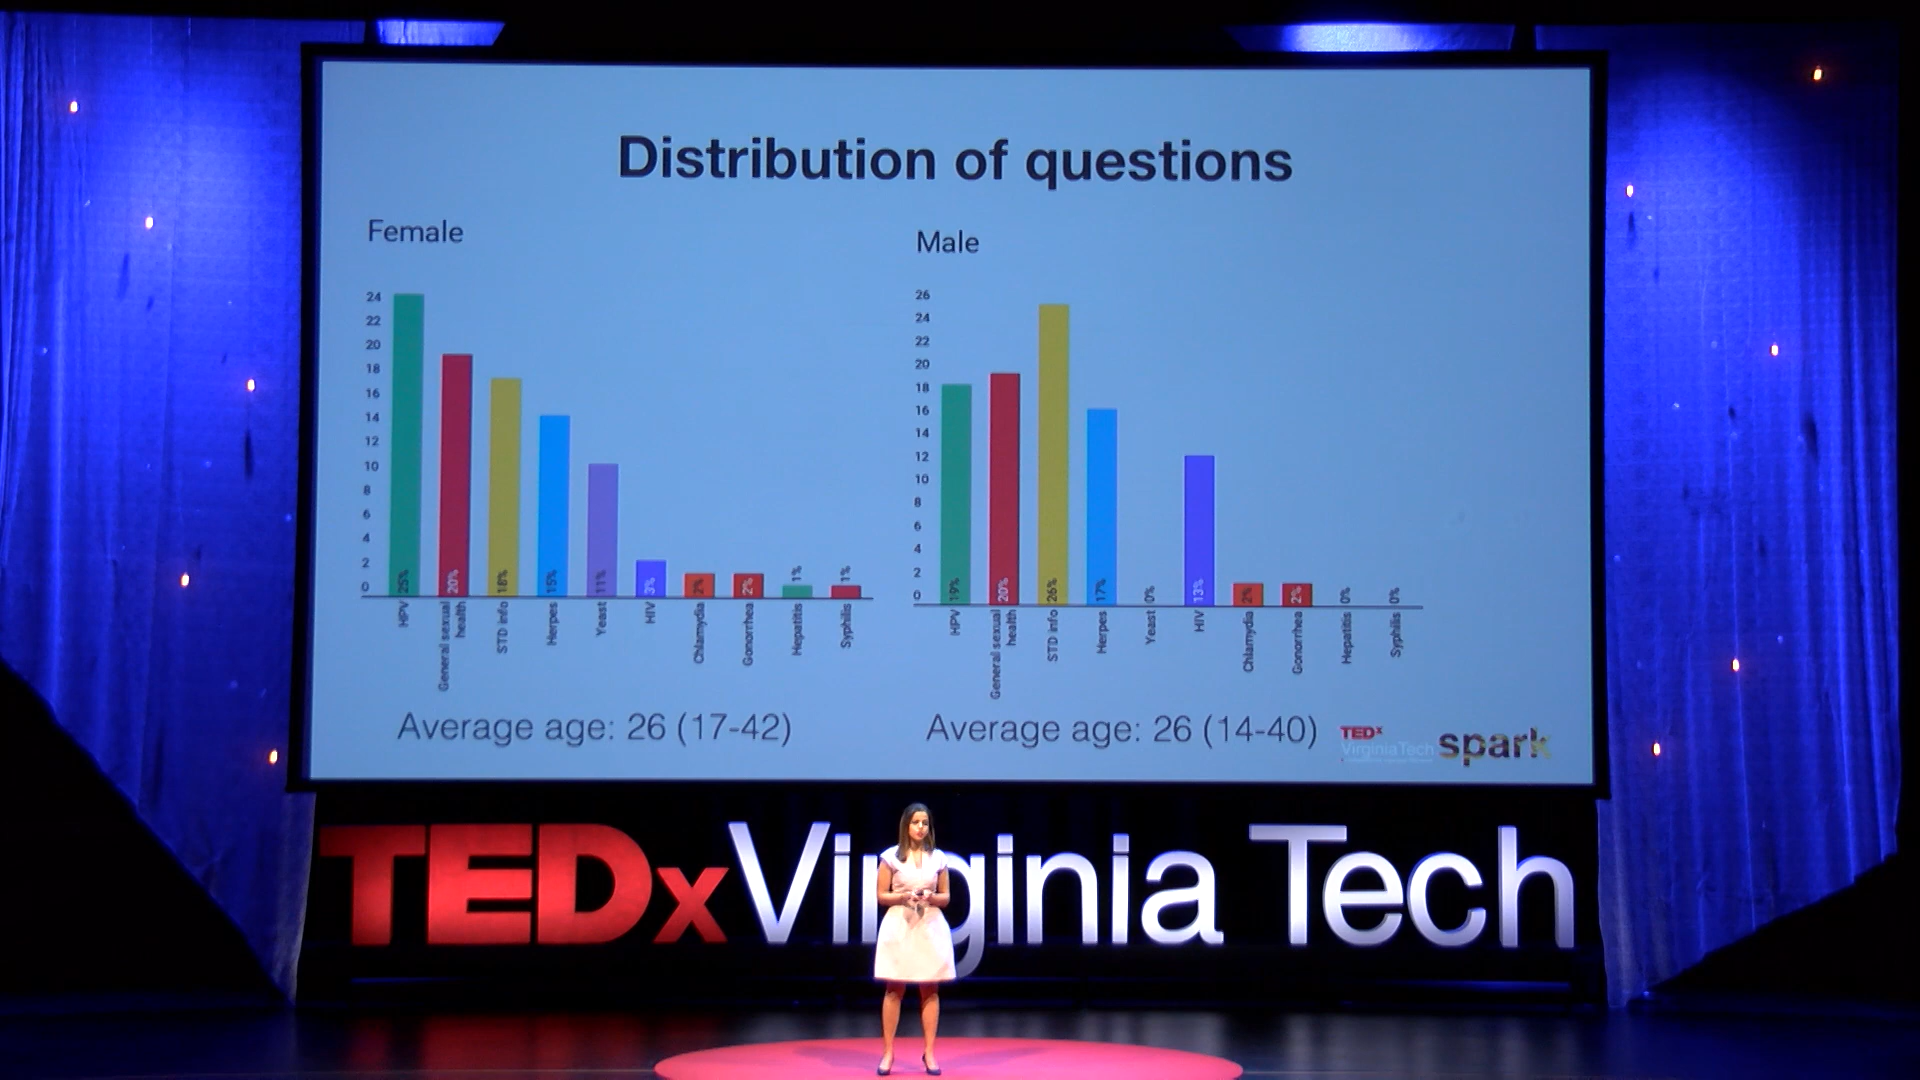 Distribution of questions
Female
24
22
20
18
16
14
12
10
8
6
4
2
0
25%
20%
18%
15%
11%
3%
2%
2%
1%
1%
HPV
General sexual
health
STD info
Herpes
Yeast
HIV
Chlamydia
Gonorrhea
Hepatitis
Syphilis
Average age: 26 (17-42)
Male
26
24
22
20
18
16
14
12
10
8
6
4
2
0
19%
20%
26%
17%
0%
13%
2%
2%
0%
0%
HPV
General sexual
health
STD info
Herpes
Yeast
HIV
Chlamydia
Gonorrhea
Hepatitis
Syphilis
Average age: 26 (14-40)
TEDx
VirginiaTech
spark
TEDxVirginia Tech